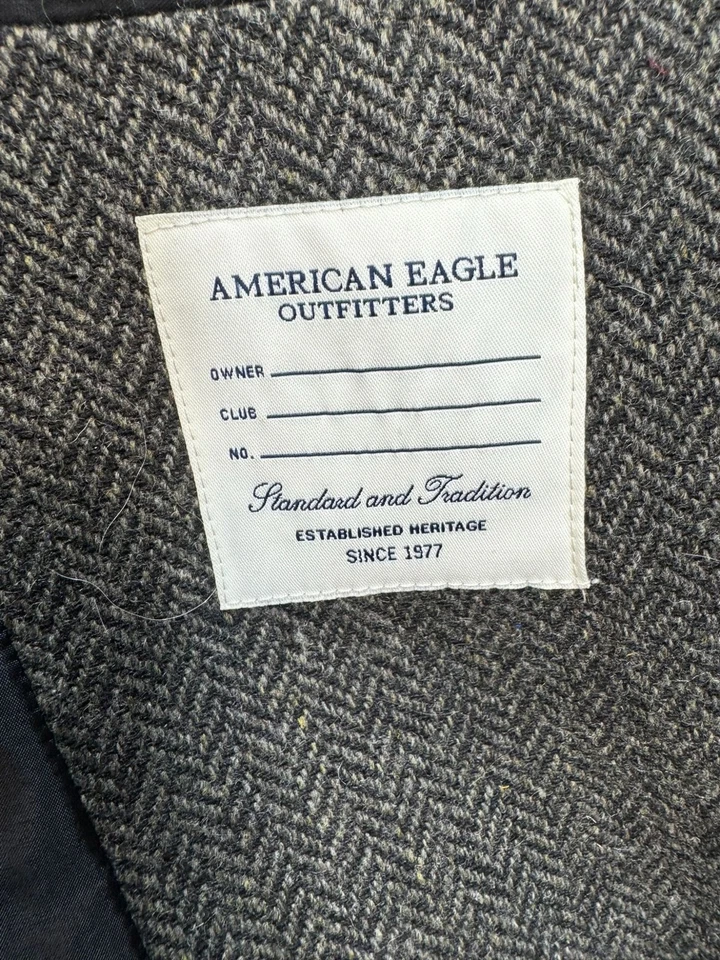 AMERICAN EAGLE
OUTFITTERS
OWNER
CLUB
NO.
Standard and Tradition
ESTABLISHED HERITAGE
SINCE 1977